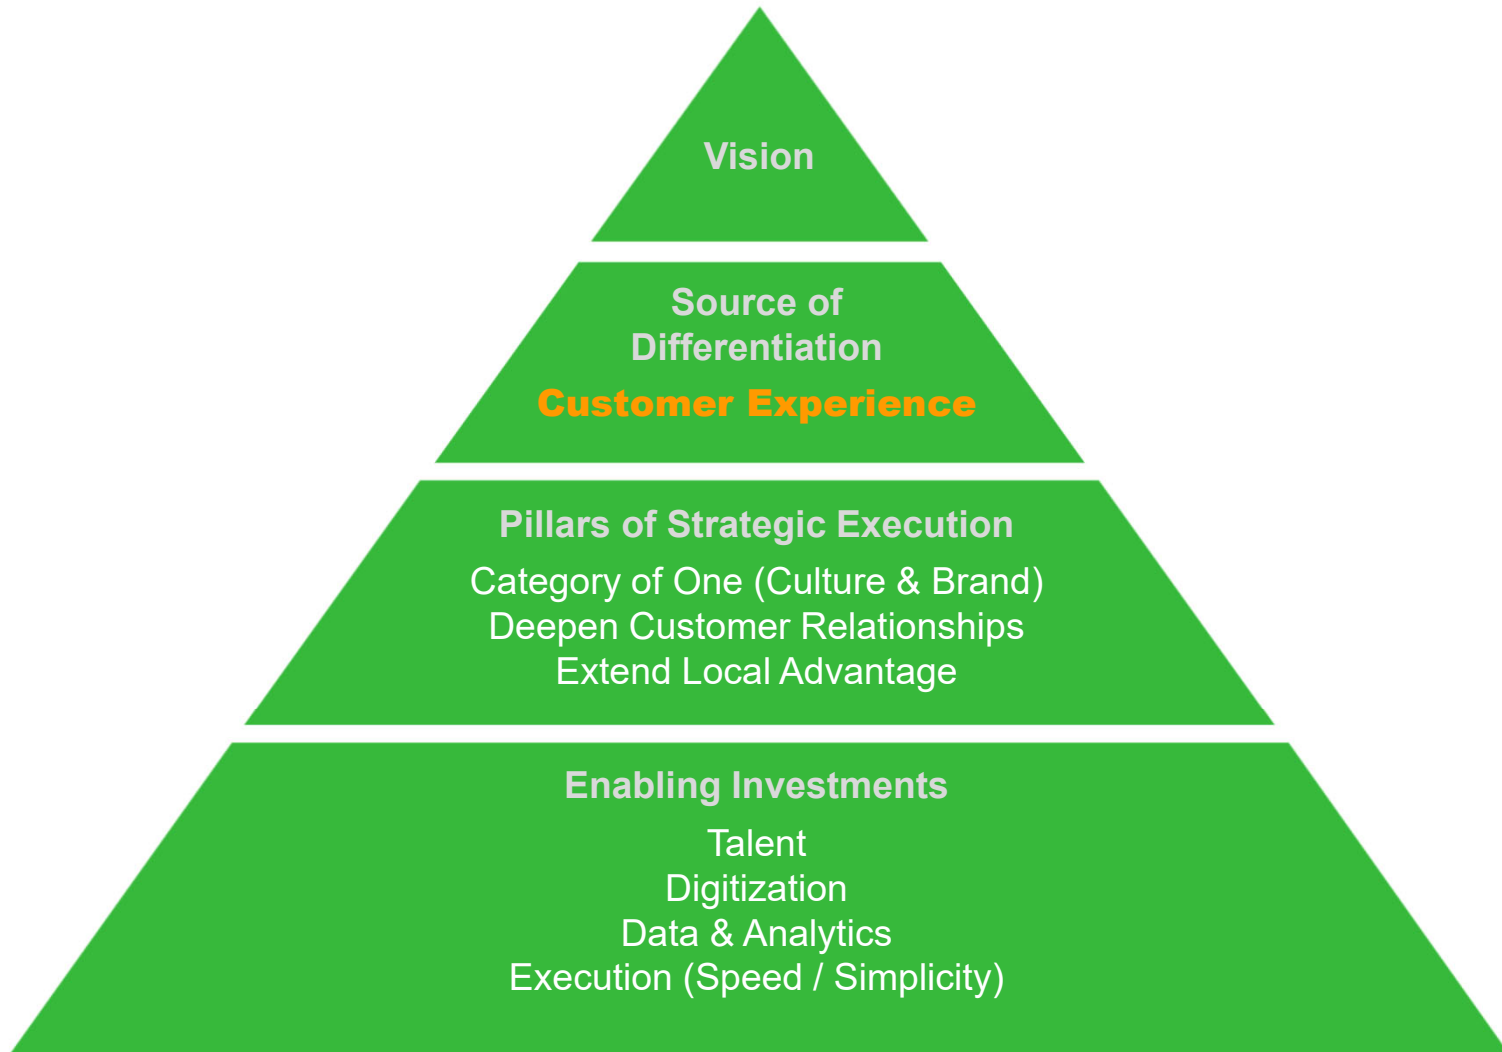 Vision
Source of
Differentiation
Customer Experience
Pillars of Strategic Execution
Category of One (Culture & Brand)
Deepen Customer Relationships
Extend Local Advantage
Enabling Investments
Talent
Digitization
Data & Analytics
Execution (Speed / Simplicity)